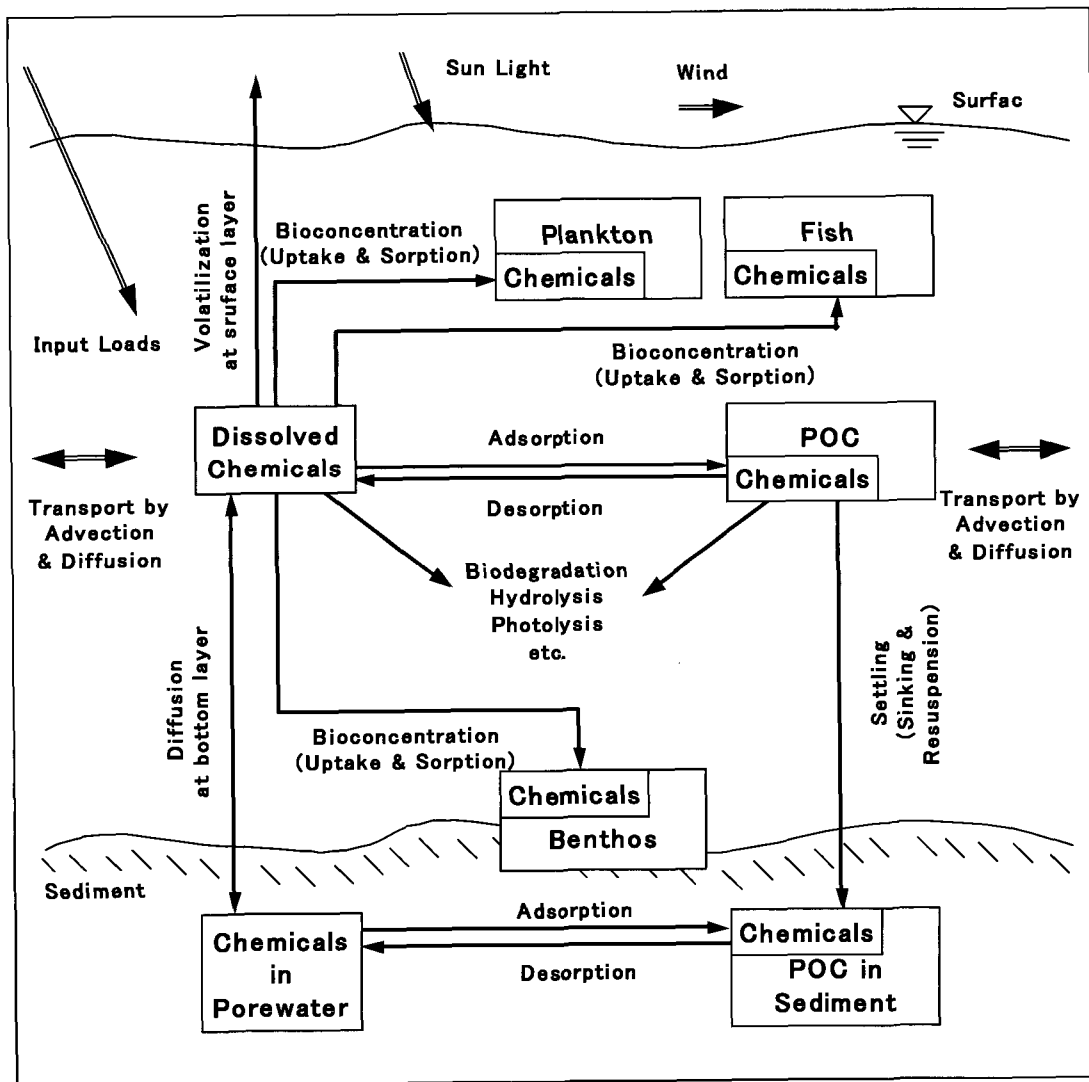 Sun Light
Wind
Surfac
Input Loads
Volatilization
at sruface layer
Bioconcentration
(Uptake & Sorption)
Plankton
Chemicals
Fish
Chemicals
Bioconcentration
(Uptake & Sorption)
Dissolved
Chemicals
Adsorption
Desorption
POC
Chemicals
Transport by
Advection
& Diffusion
Transport by
Advection
& Diffusion
Biodegradation
Hydrolysis
Photolysis
etc.
Diffusion
at bottom layer
Settling
(Sinking &
Resuspension)
Bioconcentration
(Uptake & Sorption)
Chemicals
Benthos
Sediment
Chemicals
in
Porewater
Adsorption
Desorption
Chemicals
POC in
Sediment